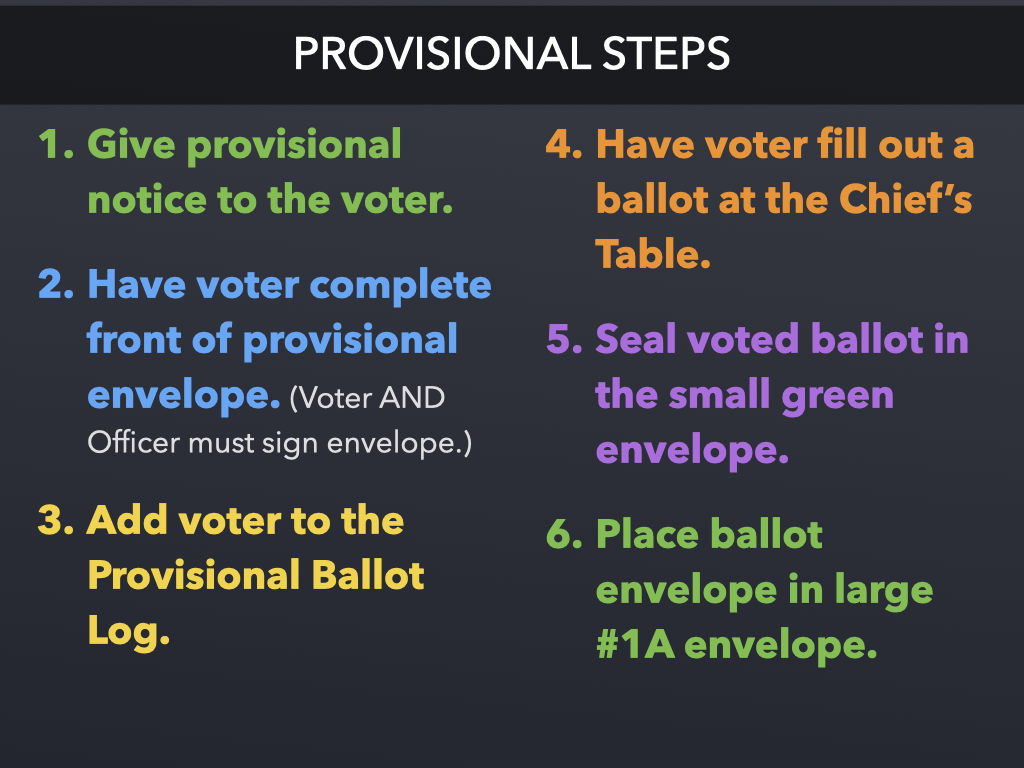 PROVISIONAL STEPS
1. Give provisional
notice to the voter.
2. Have voter complete
front of provisional
envelope. (Voter AND
Officer must sign envelope.)
3. Add voter to the
Provisional Ballot
Log.
4. Have voter fill out a
ballot at the Chief’s
Table.
5. Seal voted ballot in
the small green
envelope.
6. Place ballot
envelope in large
#1A envelope.